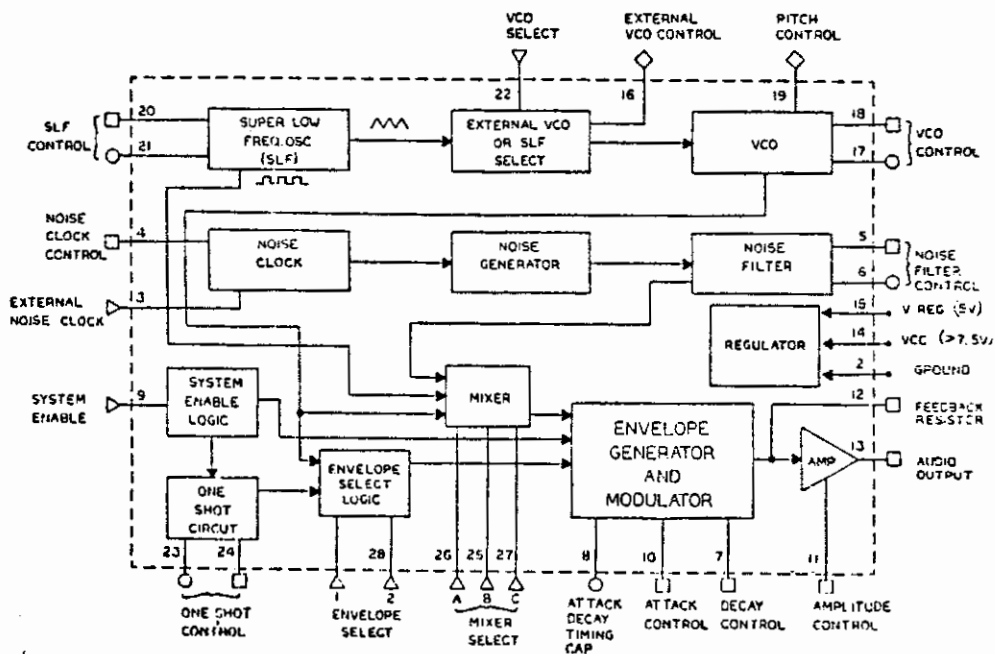 VCO
SELECT
EXTERNAL
VCO CONTROL
PITCH
CONTROL
22
16
19
20
SLF
CONTROL
21
SUPER LOW
FREQ.OSC
(SLF)
EXTERNAL VCO
OR SLF
SELECT
VCO
18
VCO
CONTROL
17
NOISE
CLOCK
CONTROL
4
NOISE
CLOCK
NOISE
GENERATOR
NOISE
FILTER
5
NOISE
FILTER
CONTROL
6
EXTERNAL
NOISE CLOCK
3
REGULATOR
15
V REG (5V)
14
VCC (>7.5V)
2
GROUND
SYSTEM
ENABLE
9
SYSTEM
ENABLE
LOGIC
MIXER
12
FEEDBACK
RESISTER
ENVELOPE
GENERATOR
AND
MODULATOR
AMP
13
AUDIO
OUTPUT
ONE
SHOT
CIRCUT
ENVELOPE
SELECT
LOGIC
23
24
28
26
25
27
8
10
7
11
1
2
A
B
C
ONE SHOT
CONTROL
ENVELOPE
SELECT
MIXER
SELECT
ATTACK
DECAY
TIMING
CAP
ATTACK
CONTROL
DECAY
CONTROL
AMPLITUDE
CONTROL